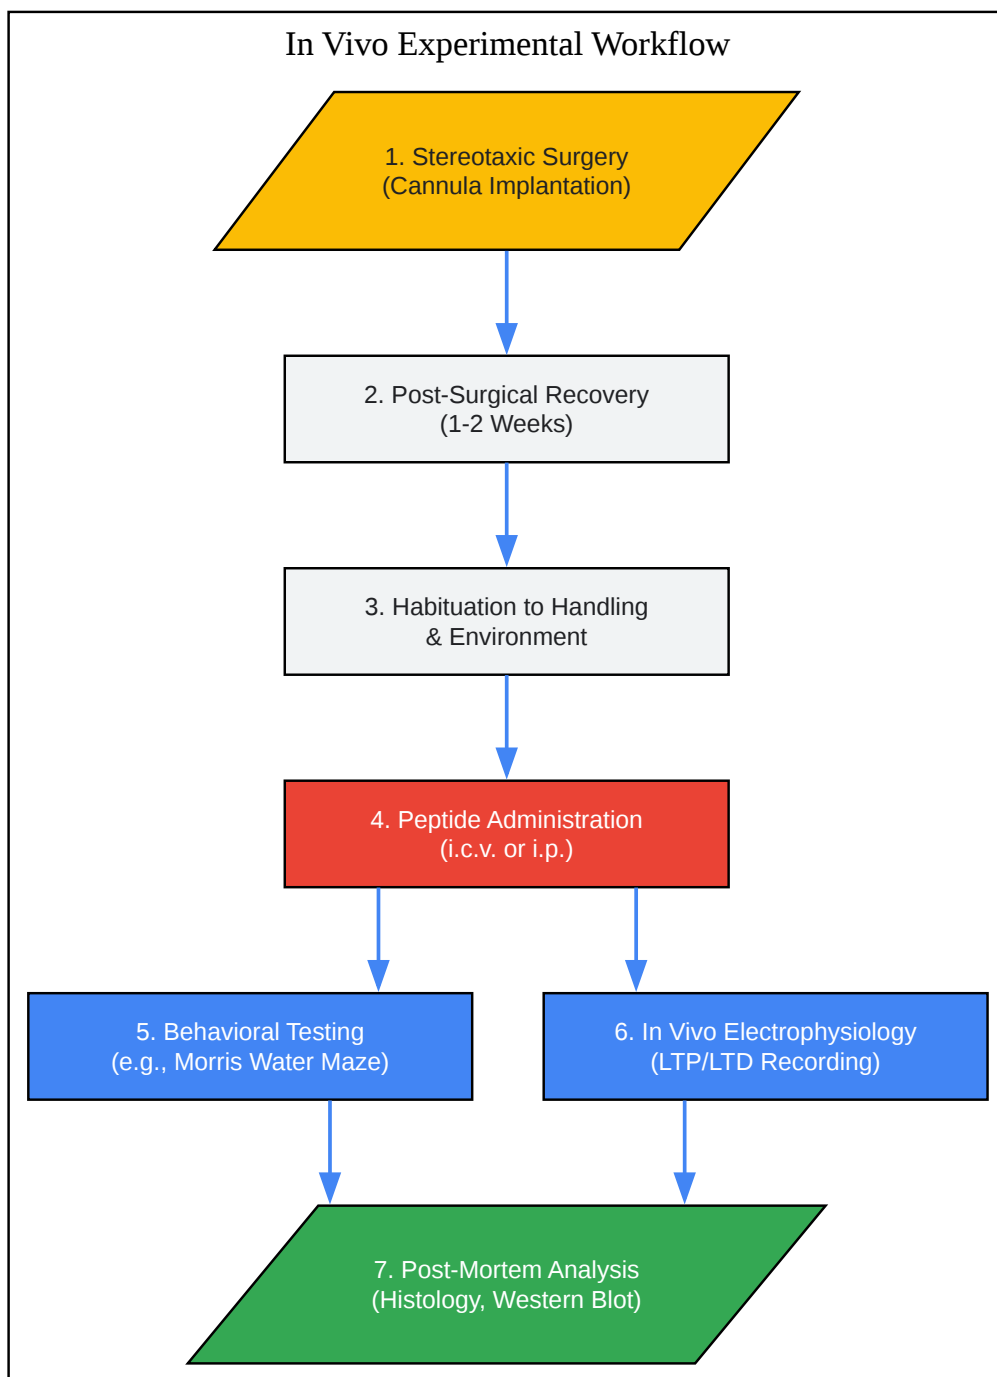 In Vivo Experimental Workflow
1. Stereotaxic Surgery
(Cannula Implantation)
2. Post-Surgical Recovery
(1-2 Weeks)
3. Habituation to Handling
& Environment
4. Peptide Administration
(i.c.v. or i.p.)
5. Behavioral Testing
(e.g., Morris Water Maze)
6. In Vivo Electrophysiology
(LTP/LTD Recording)
7. Post-Mortem Analysis
(Histology, Western Blot)